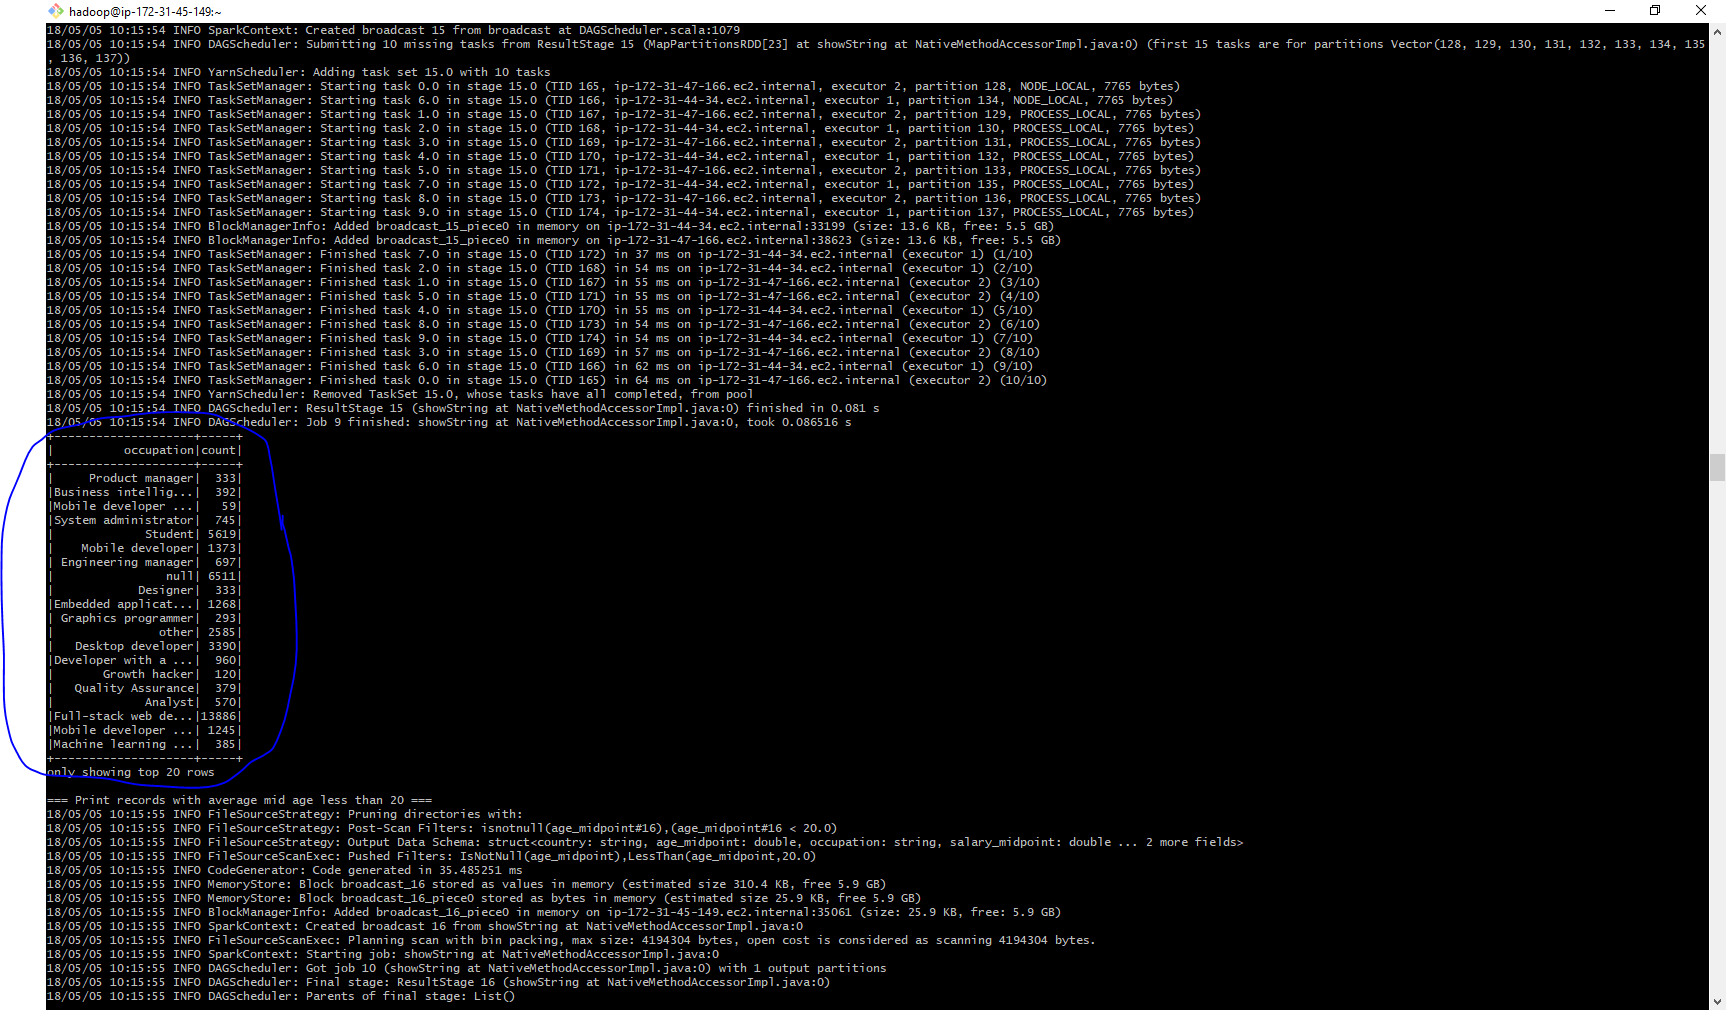 hadoop@ip-172-31-45-149:~
18/05/05 10:15:54 INFO SparkContext: Created broadcast 15 from broadcast at DAGScheduler.scala:1079
18/05/05 10:15:54 INFO DAGScheduler: Submitting 10 missing tasks from ResultStage 15 (MapPartitionsRDD[23] at showString at NativeMethodAccessorImpl.java:0) (first 15 tasks are for partitions Vector(128, 129, 130, 131, 132, 133, 134, 135
, 136, 137))
18/05/05 10:15:54 INFO YarnScheduler: Adding task set 15.0 with 10 tasks
18/05/05 10:15:54 INFO TaskSetManager: Starting task 0.0 in stage 15.0 (TID 165, ip-172-31-47-166.ec2.internal, executor 2, partition 128, NODE_LOCAL, 7765 bytes)
18/05/05 10:15:54 INFO TaskSetManager: Starting task 6.0 in stage 15.0 (TID 166, ip-172-31-44-34.ec2.internal, executor 1, partition 134, NODE_LOCAL, 7765 bytes)
18/05/05 10:15:54 INFO TaskSetManager: Starting task 1.0 in stage 15.0 (TID 167, ip-172-31-47-166.ec2.internal, executor 2, partition 129, PROCESS_LOCAL, 7765 bytes)
18/05/05 10:15:54 INFO TaskSetManager: Starting task 2.0 in stage 15.0 (TID 168, ip-172-31-44-34.ec2.internal, executor 1, partition 130, PROCESS_LOCAL, 7765 bytes)
18/05/05 10:15:54 INFO TaskSetManager: Starting task 3.0 in stage 15.0 (TID 169, ip-172-31-47-166.ec2.internal, executor 2, partition 131, PROCESS_LOCAL, 7765 bytes)
18/05/05 10:15:54 INFO TaskSetManager: Starting task 4.0 in stage 15.0 (TID 170, ip-172-31-44-34.ec2.internal, executor 1, partition 132, PROCESS_LOCAL, 7765 bytes)
18/05/05 10:15:54 INFO TaskSetManager: Starting task 5.0 in stage 15.0 (TID 171, ip-172-31-47-166.ec2.internal, executor 2, partition 133, PROCESS_LOCAL, 7765 bytes)
18/05/05 10:15:54 INFO TaskSetManager: Starting task 7.0 in stage 15.0 (TID 172, ip-172-31-44-34.ec2.internal, executor 1, partition 135, PROCESS_LOCAL, 7765 bytes)
18/05/05 10:15:54 INFO TaskSetManager: Starting task 8.0 in stage 15.0 (TID 173, ip-172-31-47-166.ec2.internal, executor 2, partition 136, PROCESS_LOCAL, 7765 bytes)
18/05/05 10:15:54 INFO TaskSetManager: Starting task 9.0 in stage 15.0 (TID 174, ip-172-31-44-34.ec2.internal, executor 1, partition 137, PROCESS_LOCAL, 7765 bytes)
18/05/05 10:15:54 INFO BlockManagerInfo: Added broadcast_15_piece0 in memory on ip-172-31-44-34.ec2.internal:33199 (size: 13.6 KB, free: 5.5 GB)
18/05/05 10:15:54 INFO BlockManagerInfo: Added broadcast_15_piece0 in memory on ip-172-31-47-166.ec2.internal:38623 (size: 13.6 KB, free: 5.5 GB)
18/05/05 10:15:54 INFO TaskSetManager: Finished task 7.0 in stage 15.0 (TID 172) in 37 ms on ip-172-31-44-34.ec2.internal (executor 1) (1/10)
18/05/05 10:15:54 INFO TaskSetManager: Finished task 2.0 in stage 15.0 (TID 168) in 54 ms on ip-172-31-44-34.ec2.internal (executor 1) (2/10)
18/05/05 10:15:54 INFO TaskSetManager: Finished task 1.0 in stage 15.0 (TID 167) in 55 ms on ip-172-31-47-166.ec2.internal (executor 2) (3/10)
18/05/05 10:15:54 INFO TaskSetManager: Finished task 5.0 in stage 15.0 (TID 171) in 55 ms on ip-172-31-47-166.ec2.internal (executor 2) (4/10)
18/05/05 10:15:54 INFO TaskSetManager: Finished task 4.0 in stage 15.0 (TID 170) in 55 ms on ip-172-31-44-34.ec2.internal (executor 1) (5/10)
18/05/05 10:15:54 INFO TaskSetManager: Finished task 8.0 in stage 15.0 (TID 173) in 54 ms on ip-172-31-47-166.ec2.internal (executor 2) (6/10)
18/05/05 10:15:54 INFO TaskSetManager: Finished task 9.0 in stage 15.0 (TID 174) in 54 ms on ip-172-31-44-34.ec2.internal (executor 1) (7/10)
18/05/05 10:15:54 INFO TaskSetManager: Finished task 3.0 in stage 15.0 (TID 169) in 57 ms on ip-172-31-47-166.ec2.internal (executor 2) (8/10)
18/05/05 10:15:54 INFO TaskSetManager: Finished task 6.0 in stage 15.0 (TID 166) in 62 ms on ip-172-31-44-34.ec2.internal (executor 1) (9/10)
18/05/05 10:15:54 INFO TaskSetManager: Finished task 0.0 in stage 15.0 (TID 165) in 64 ms on ip-172-31-47-166.ec2.internal (executor 2) (10/10)
18/05/05 10:15:54 INFO YarnScheduler: Removed TaskSet 15.0, whose tasks have all completed, from pool
18/05/05 10:15:54 INFO DAGScheduler: ResultStage 15 (showString at NativeMethodAccessorImpl.java:0) finished in 0.081 s
18/05/05 10:15:54 INFO DAGScheduler: Job 9 finished: showString at NativeMethodAccessorImpl.java:0, took 0.086516 s
+--------------------+-----+
|          occupation|count|
+--------------------+-----+
|     Product manager|  333|
|Business intellig...|  392|
|Mobile developer ...|   59|
|System administrator|  745|
|             Student| 5619|
|    Mobile developer| 1373|
| Engineering manager|  697|
|                null| 6511|
|            Designer|  333|
|Embedded applicat...| 1268|
| Graphics programmer|  293|
|               other| 2585|
|   Desktop developer| 3390|
|Developer with a ...|  960|
|       Growth hacker|  120|
|   Quality Assurance|  379|
|             Analyst|  570|
|Full-stack web de...|13886|
|Mobile developer ...| 1245|
|Machine learning ...|  385|
+--------------------+-----+
only showing top 20 rows
=== Print records with average mid age less than 20 ===
18/05/05 10:15:55 INFO FileSourceStrategy: Pruning directories with:
18/05/05 10:15:55 INFO FileSourceStrategy: Post-Scan Filters: isnotnull(age_midpoint#16),(age_midpoint#16 < 20.0)
18/05/05 10:15:55 INFO FileSourceStrategy: Output Data Schema: struct<country: string, age_midpoint: double, occupation: string, salary_midpoint: double ... 2 more fields>
18/05/05 10:15:55 INFO FileSourceScanExec: Pushed Filters: IsNotNull(age_midpoint),LessThan(age_midpoint,20.0)
18/05/05 10:15:55 INFO CodeGenerator: Code generated in 35.485251 ms
18/05/05 10:15:55 INFO MemoryStore: Block broadcast_16 stored as values in memory (estimated size 310.4 KB, free 5.9 GB)
18/05/05 10:15:55 INFO MemoryStore: Block broadcast_16_piece0 stored as bytes in memory (estimated size 25.9 KB, free 5.9 GB)
18/05/05 10:15:55 INFO BlockManagerInfo: Added broadcast_16_piece0 in memory on ip-172-31-45-149.ec2.internal:35061 (size: 25.9 KB, free: 5.9 GB)
18/05/05 10:15:55 INFO SparkContext: Created broadcast 16 from showString at NativeMethodAccessorImpl.java:0
18/05/05 10:15:55 INFO FileSourceScanExec: Planning scan with bin packing, max size: 4194304 bytes, open cost is considered as scanning 4194304 bytes.
18/05/05 10:15:55 INFO SparkContext: Starting job: showString at NativeMethodAccessorImpl.java:0
18/05/05 10:15:55 INFO DAGScheduler: Got job 10 (showString at NativeMethodAccessorImpl.java:0) with 1 output partitions
18/05/05 10:15:55 INFO DAGScheduler: Final stage: ResultStage 16 (showString at NativeMethodAccessorImpl.java:0)
18/05/05 10:15:55 INFO DAGScheduler: Parents of final stage: List()